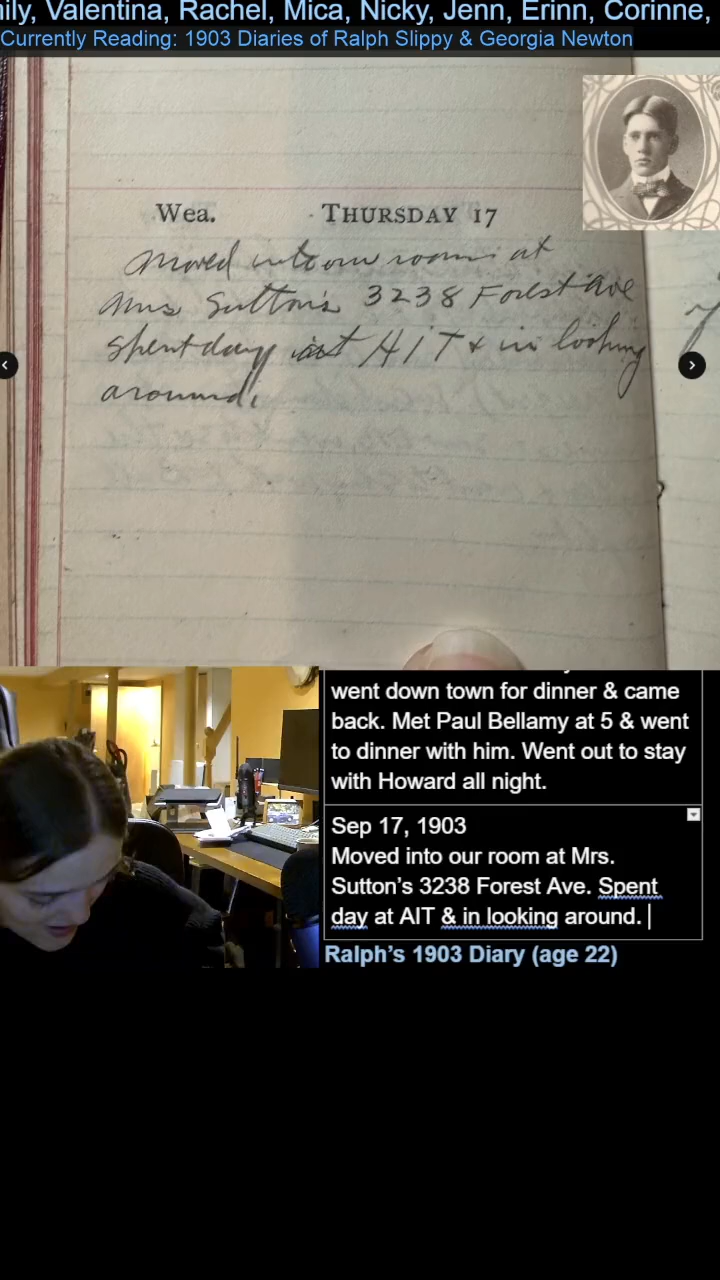 ily, Valentina, Rachel, Mica, Nicky, Jenn, Erinn, Corinne,
Currently Reading: 1903 Diaries of Ralph Slippy & Georgia Newton
Wea. THURSDAY 17
Moved into our room at
Mrs Sutton's 3238 Forest Ave
Spent day at AIT & in looking
around.
went down town for dinner & came
back. Met Paul Bellamy at 5 & went
to dinner with him. Went out to stay
with Howard all night.
Sep 17, 1903
Moved into our room at Mrs.
Sutton's 3238 Forest Ave. Spent
day at AIT & in looking around.
Ralph's 1903 Diary (age 22)